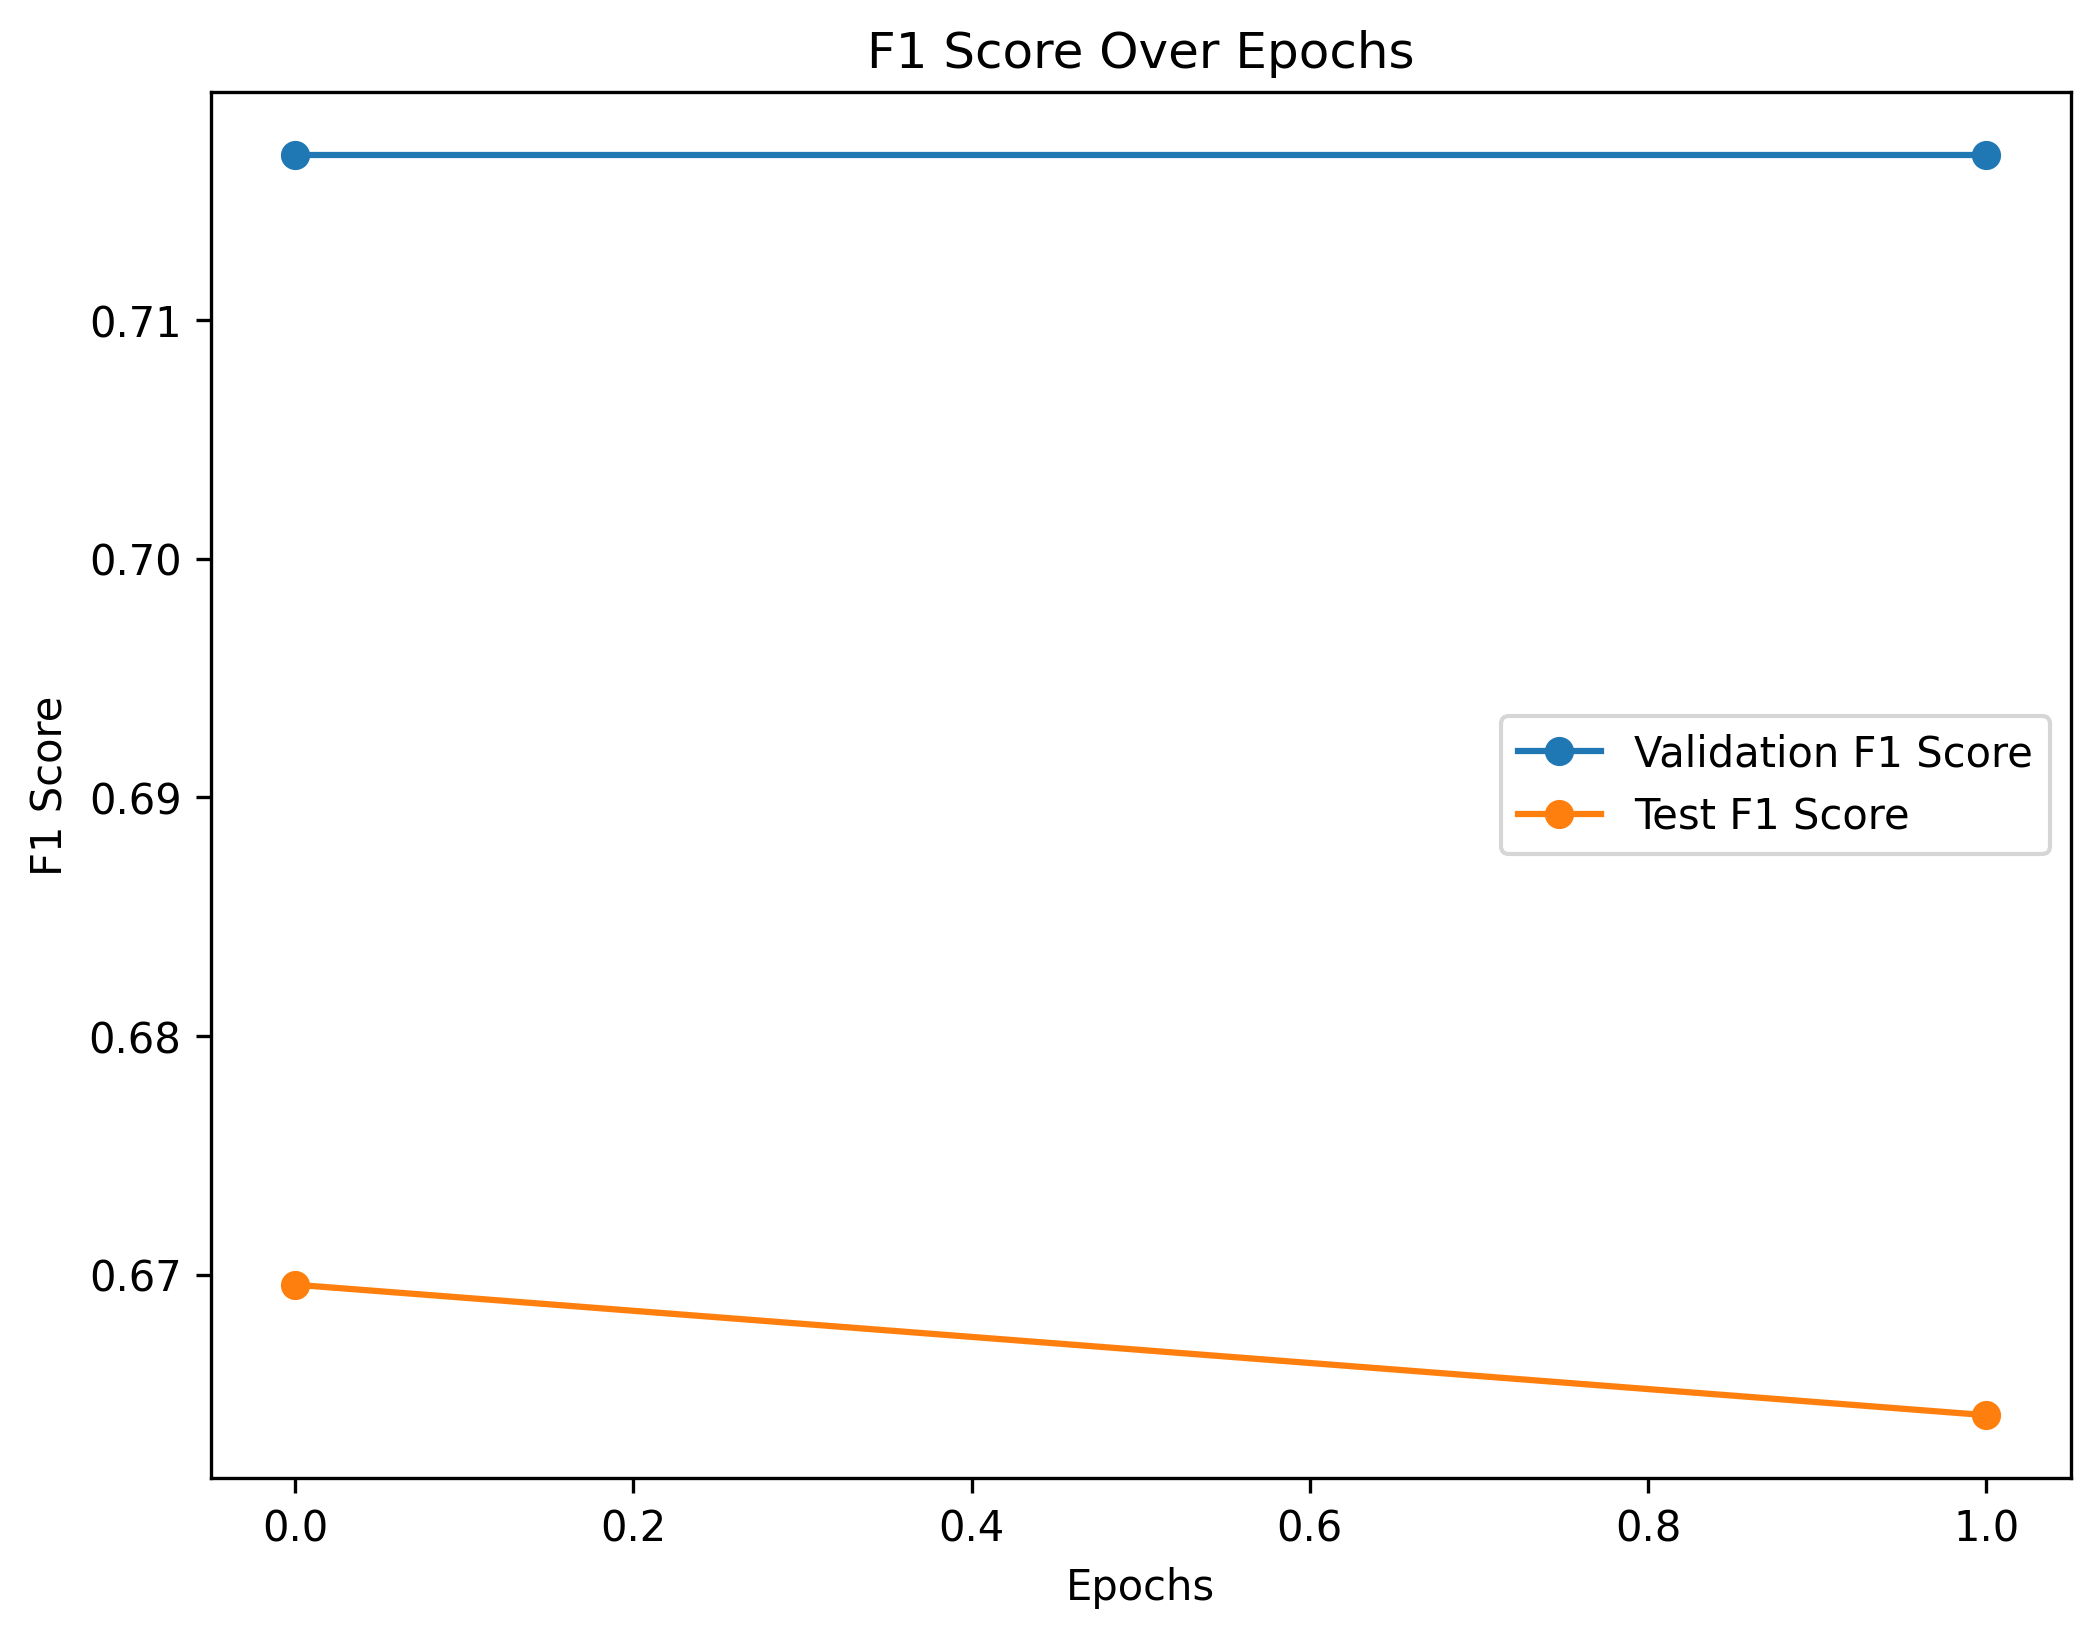 F1 Score Over Epochs
0.71
0.70
0.69
0.68
0.67
F1 Score
Validation F1 Score
Test F1 Score
0.0 0.2 0.4 0.6 0.8 1.0
Epochs